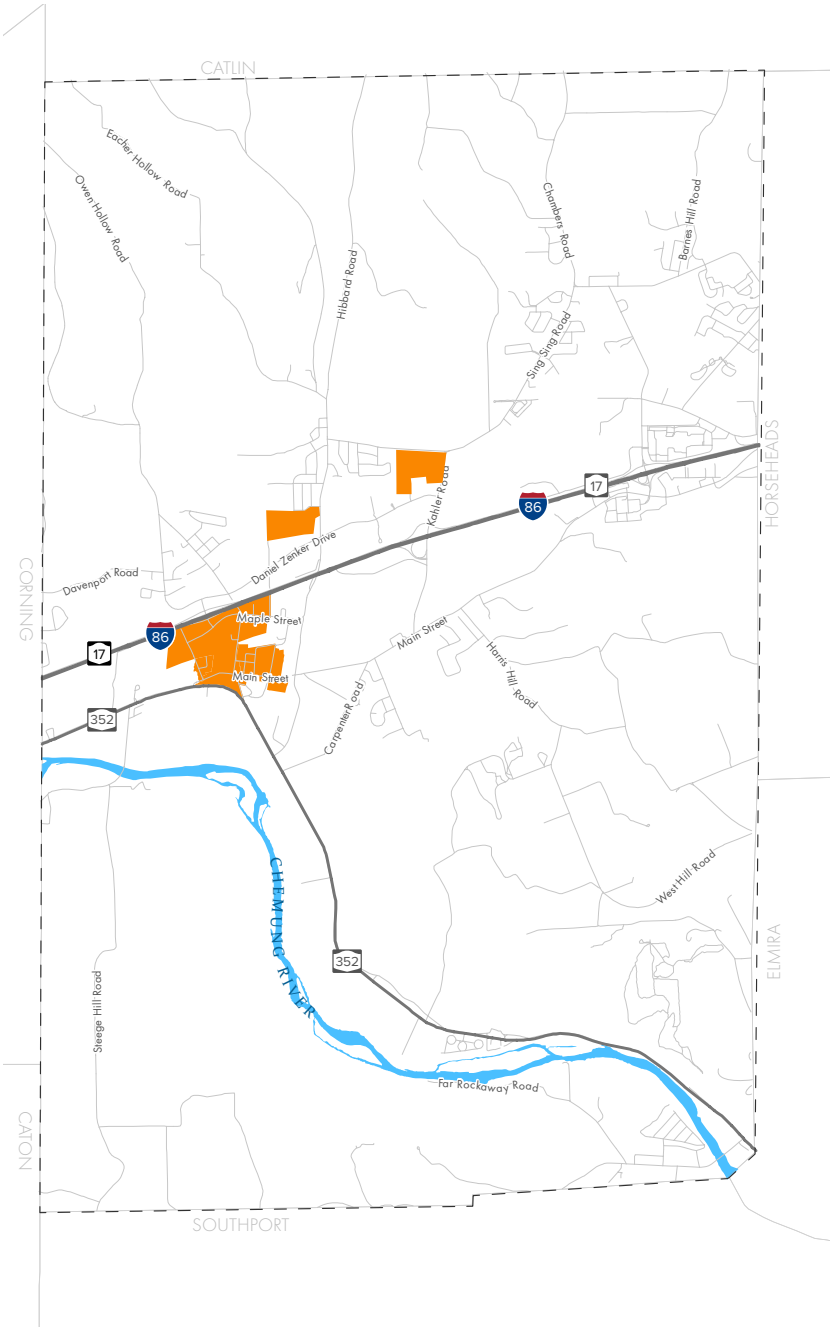 CATLIN
Eacher Hollow Road
Owen Hollow Road
Chambers Road
Barnes Hill Road
Hibbard Road
Sing Sing Road
HORSEHEADS
Kahler Road
17
86
Daniel Zenker Drive
CORNING
Davenport Road
Maple Street
86
Main Street
17
Harris Hill Road
Main Street
352
Carpenter Road
CHEMUNG RIVER
West Hill Road
ELMIRA
352
Steege Hill Road
Far Rockaway Road
CATON
SOUTHPORT